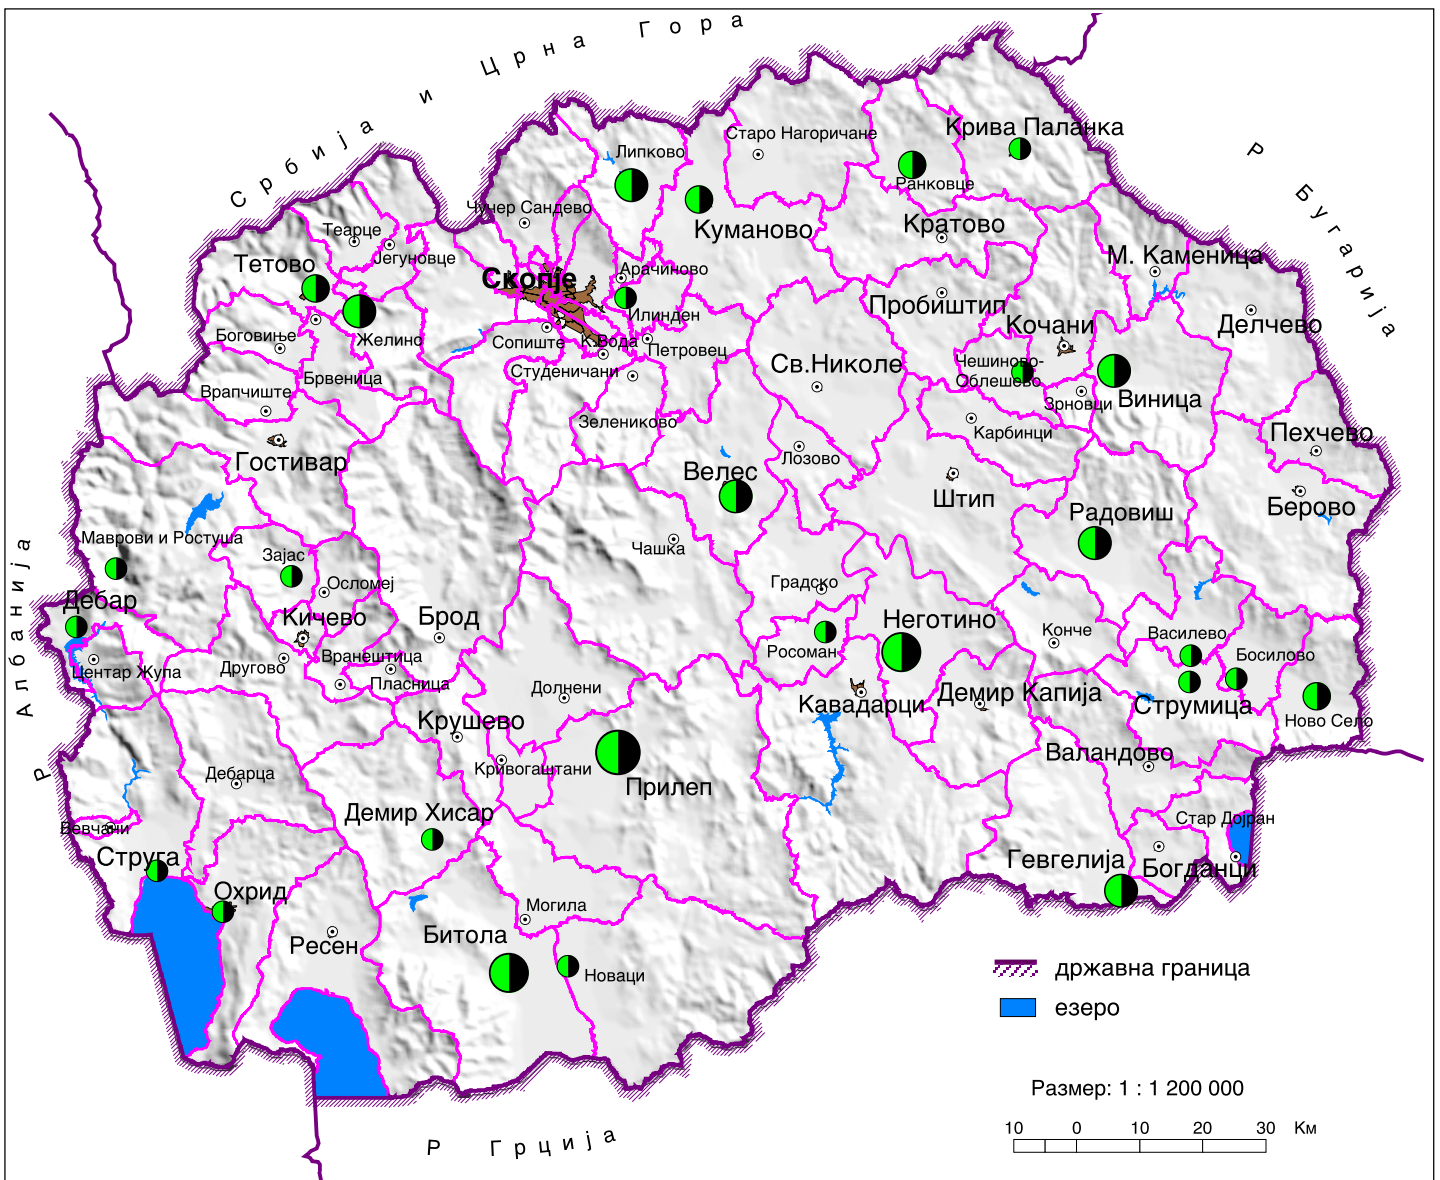 Србија и Црна Гора
Р Бугарија
Р Албанија
Р Грција
Крива Паланка
Старо Нагоричане
Липково
Ранковце
Чучер Сандево
Куманово
Кратово
Теарце
Јегуновце
Тетово
М. Каменица
Скопје
Арачиново
Пробиштип
Илинден
Кочани
Делчево
Боговиње
Желино
Сопиште
К.Вода
Петровец
Студеничани
Св.Николе
Чешиново-
Облешево
Брвеница
Врапчиште
Зрновци
Виница
Зелениково
Карбинци
Пехчево
Гостивар
Велес
Лозово
Штип
Берово
Радовиш
Маврови и Ростуша
Чашка
Зајас
Осломеј
Градско
Дебар
Кичево
Брод
Неготино
Конче
Василево
Росоман
Босилово
Центар Жупа
Другово
Вранештица
Пласница
Долнени
Кавадарци
Демир Капија
Струмица
Ново Село
Крушево
Валандово
Дебарца
Кривогаштани
Прилеп
Демир Хисар
Вевчани
Стар Дојран
Струга
Гевгелија
Богданци
Охрид
Могила
Ресен
Битола
Новаци
државна граница
езеро
Размер: 1 : 1 200 000
10 0 10 20 30 Км